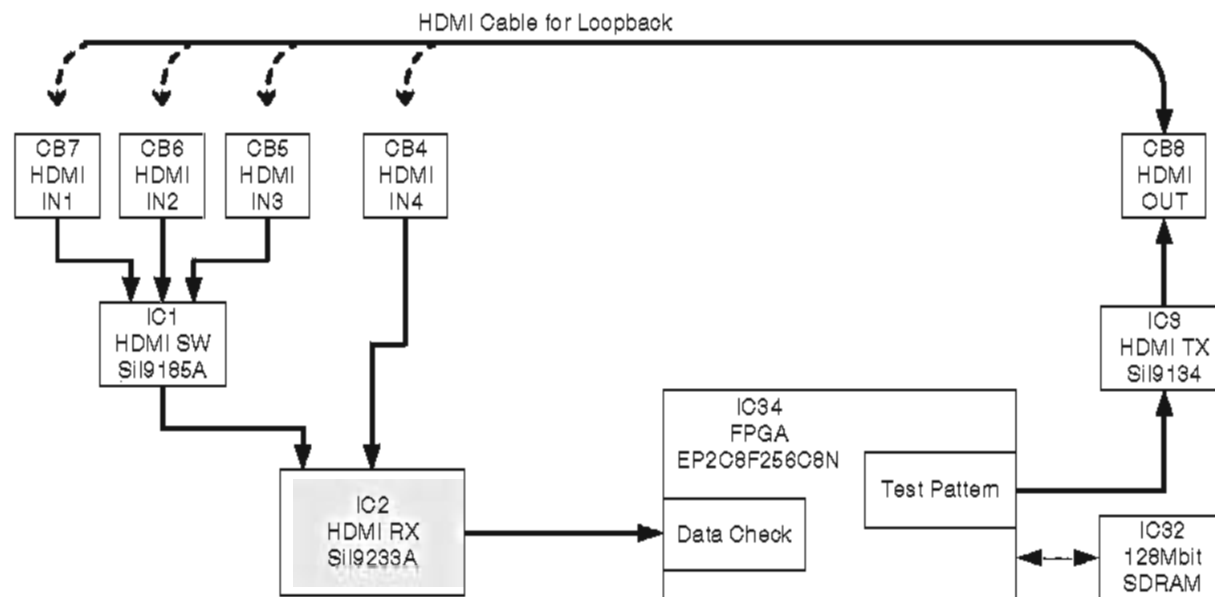 HDMI Cable for Loopback
CB7
HDMI
IN1
CB6
HDMI
IN2
CB5
HDMI
IN3
CB4
HDMI
IN4
CB8
HDMI
OUT
IC1
HDMI SW
SiI9185A
IC3
HDMI TX
SiI9134
IC2
HDMI RX
SiI9233A
IC34
FPGA
EP2C8F256C8N
Test Pattern
Data Check
IC32
128Mbit
SDRAM